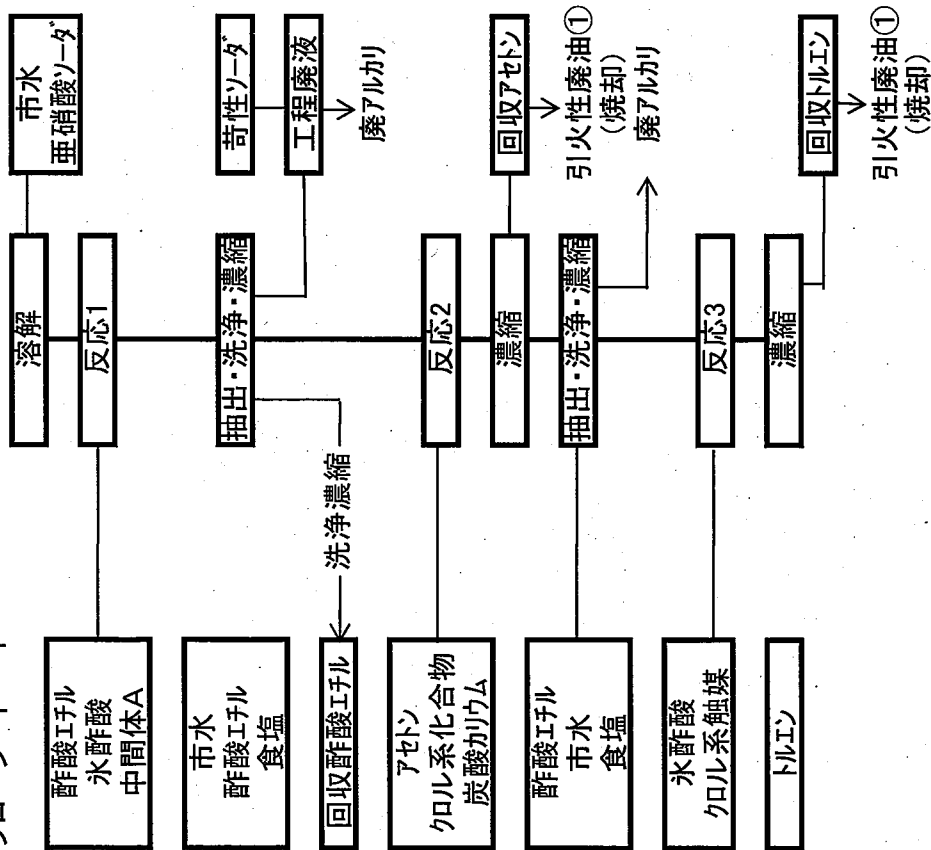 市水
亜硝酸ソーダ
溶解
反応1
酢酸エチル
氷酢酸
中間体A
市水
酢酸エチル
食塩
抽出・洗浄・濃縮
苛性ソーダ
工程廃液
廃アルカリ
洗浄濃縮
回収酢酸エチル
アセトン
クロル系化合物
炭酸カリウム
反応2
濃縮
回収アセトン
引火性廃油①
(焼却)
酢酸エチル
市水
食塩
抽出・洗浄・濃縮
廃アルカリ
氷酢酸
クロル系触媒
反応3
トルエン
濃縮
回収トルエン
引火性廃油①
(焼却)